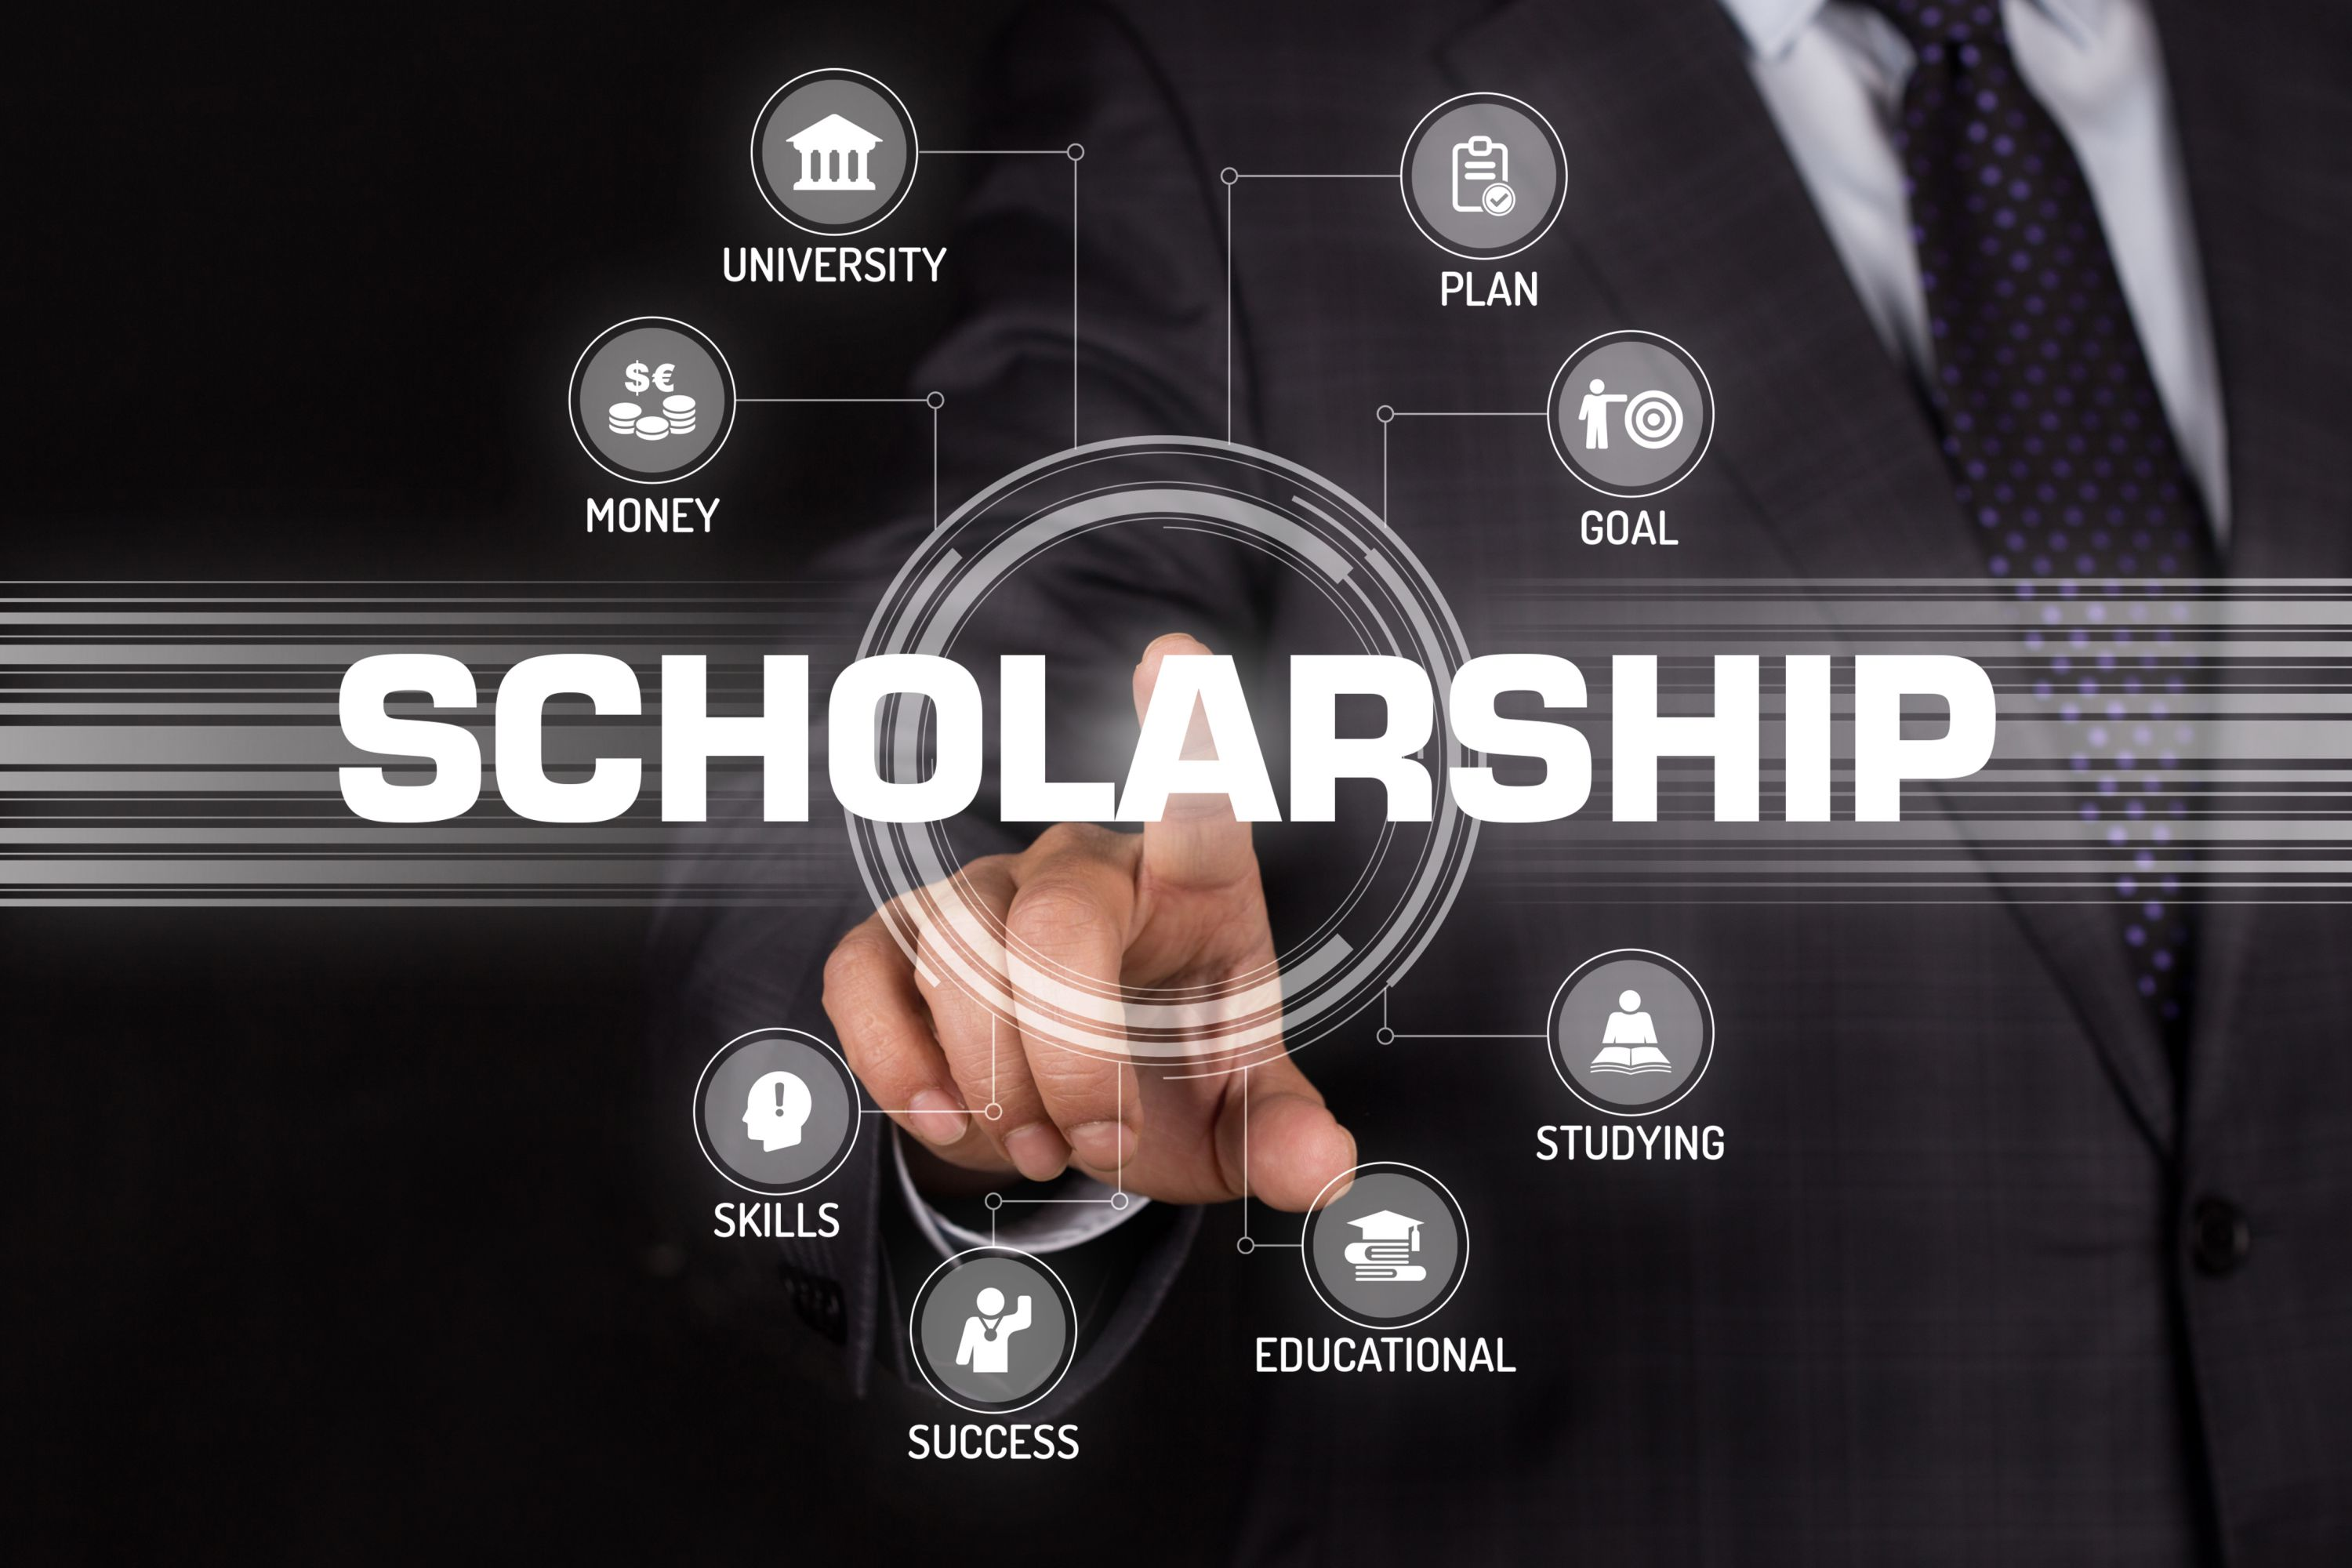 UNIVERSITY
PLAN
$€
MONEY
GOAL
SCHOLARSHIP
STUDYING
SKILLS
EDUCATIONAL
SUCCESS